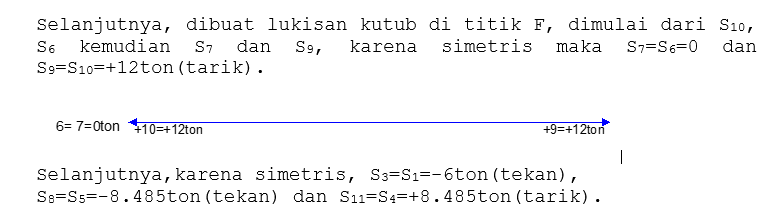 Selanjutnya, dibuat lukisan kutub di titik F, dimulai dari S10,
S6 kemudian S7 dan S9, karena simetris maka S7=S6=0 dan
S9=S10=+12ton(tarik).
6= 7=0ton +10=+12ton +9=+12ton
Selanjutnya,karena simetris, S3=S1=-6ton(tekan),
S8=S5=-8.485ton(tekan) dan S11=S4=+8.485ton(tarik).